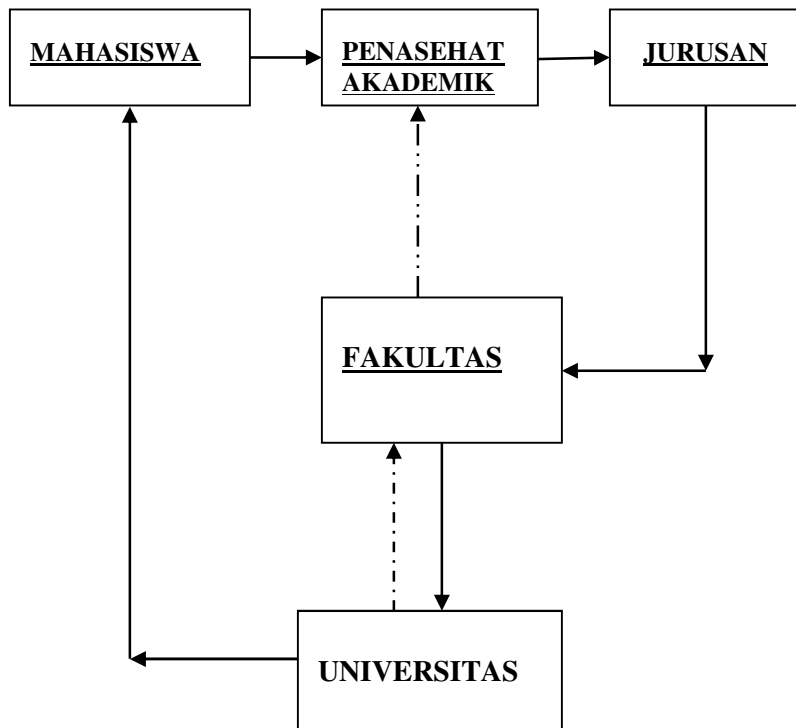 MAHASISWA
PENASEHAT
AKADEMIK
JURUSAN
FAKULTAS
UNIVERSITAS